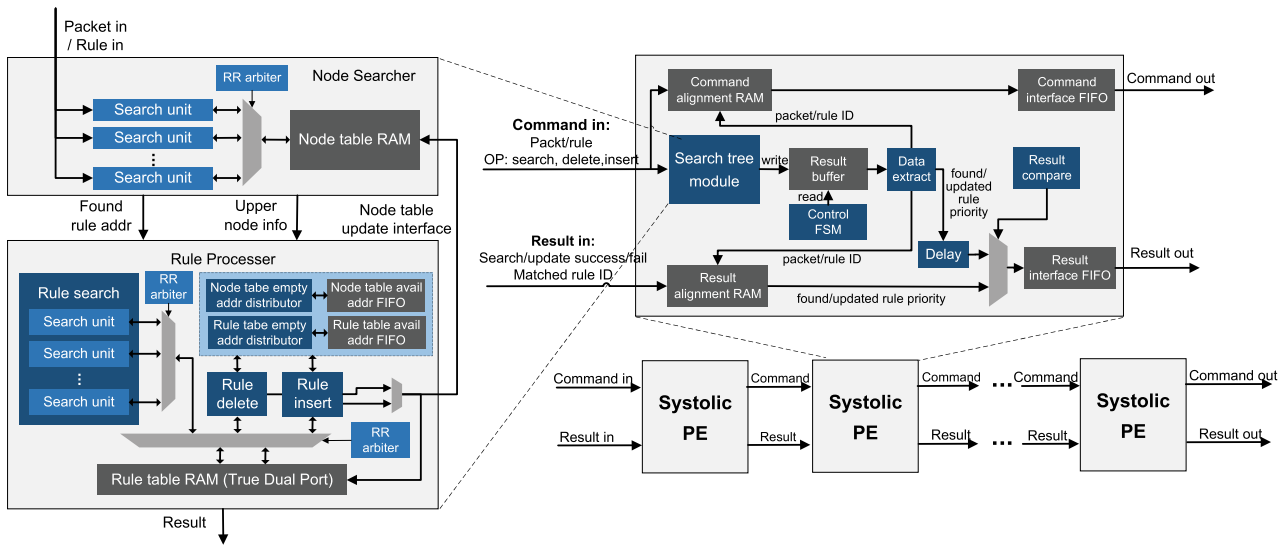 Packet in
/ Rule in
Node Searcher
RR arbiter
Search unit
Search unit
Search unit
Node table RAM
Found
rule addr
Upper
node info
Node table
update interface
Rule Processer
Rule search
Search unit
Search unit
Search unit
RR
arbiter
Node tabe empty
addr distributor
Node table avail
addr FIFO
Rule tabe empty
addr distributor
Rule table avail
addr FIFO
Rule
delete
Rule
insert
RR
arbiter
Rule table RAM (True Dual Port)
Result
Command in:
Packt/rule
OP: search, delete,insert
Result in:
Search/update success/fail
Matched rule ID
Command
alignment RAM
Command
interface FIFO
Command out
packet/rule ID
Search tree
module
write
Result
buffer
Data
extract
read
Control
FSM
found/
updated
rule
priority
Result
compare
Delay
packet/rule ID
Result
alignment RAM
found/updated rule priority
Result
interface FIFO
Result out
Command in
Result in
Systolic
PE
Command
Result
Systolic
PE
Command
Result
...
...
Command
Result
Systolic
PE
Command out
Result out